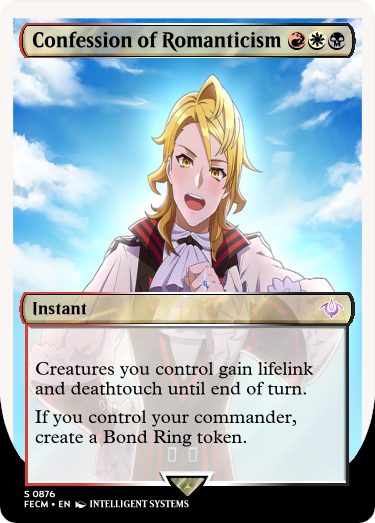 Confession of Romanticism
Instant
Creatures you control gain lifelink
and deathtouch until end of turn.
If you control your commander,
create a Bond Ring token.
S 0876
FECM • EN INTELLIGENT SYSTEMS